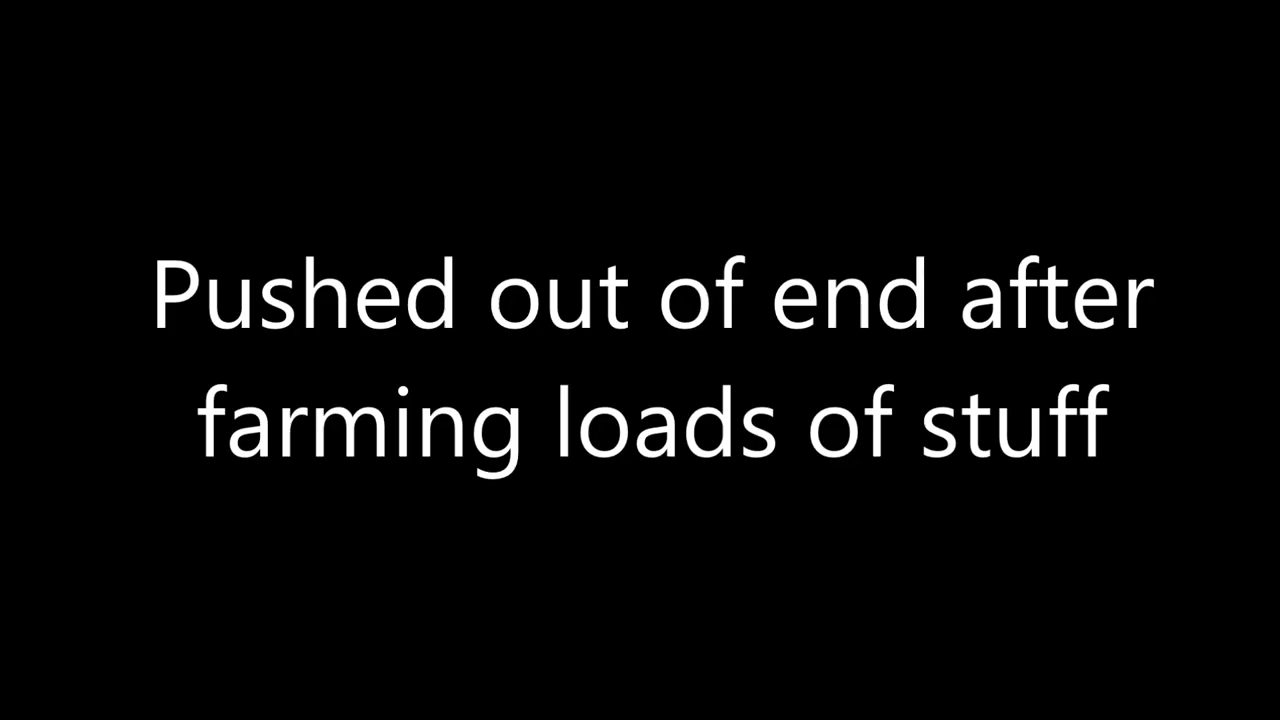 Pushed out of end after
farming loads of stuff